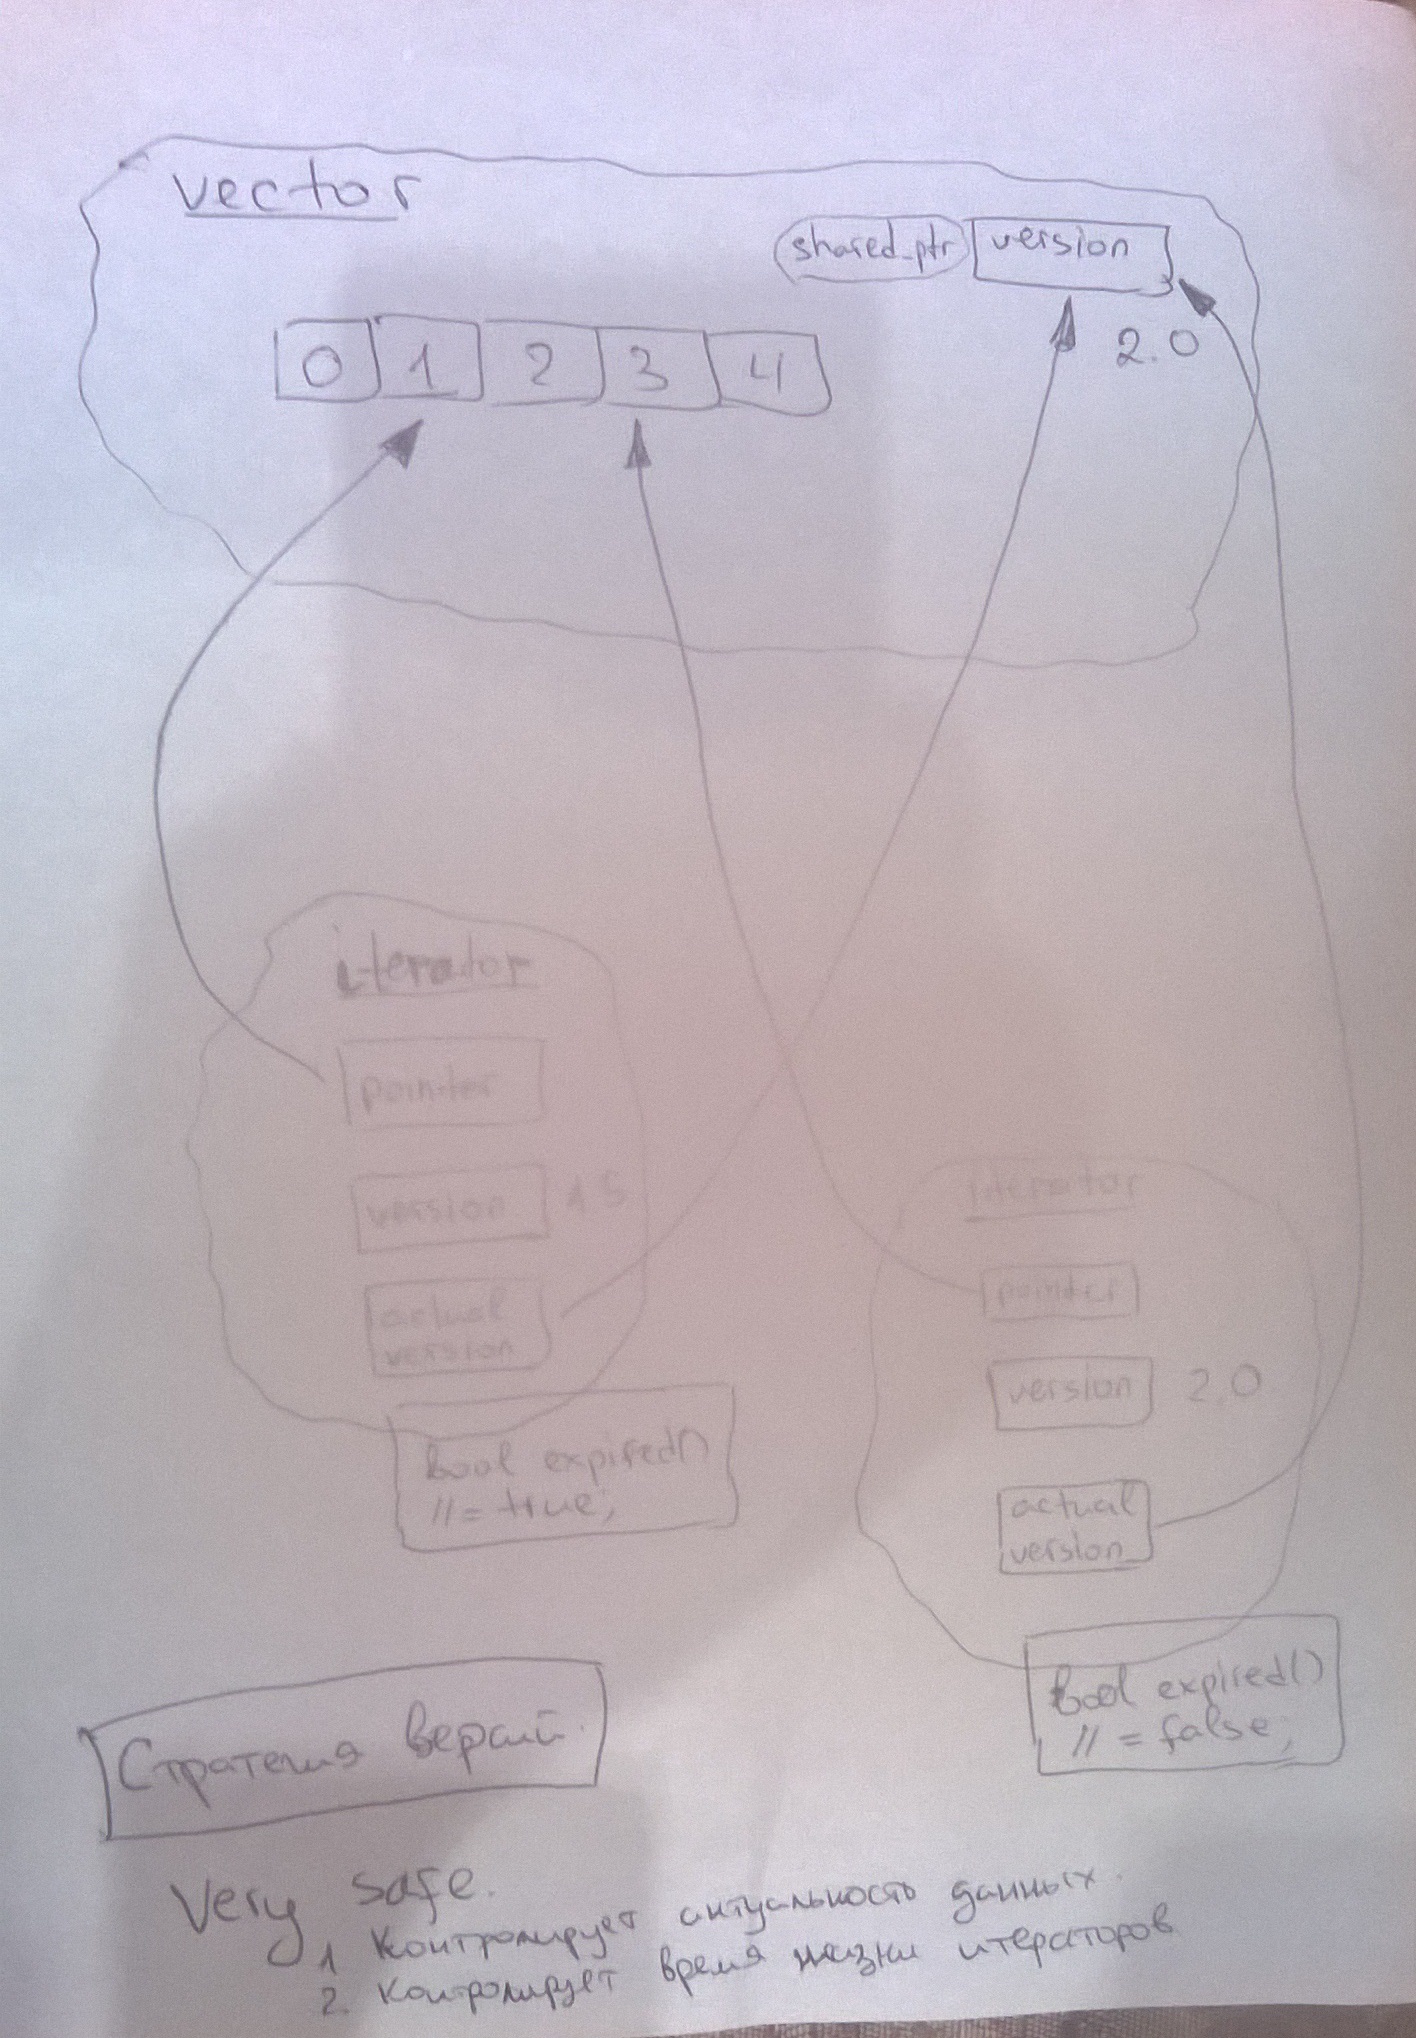 vector
shared_ptr version
2.0
0 1 2 3 4
iterator
pointer
version 1.5
actual
version
bool expired()
// = true;
iterator
pointer
version 2.0
actual
version
bool expired()
// = false;
Стратегия версий.
Very safe.
1 Контролирует актуальность данных.
2. Контролирует время жизни итераторов